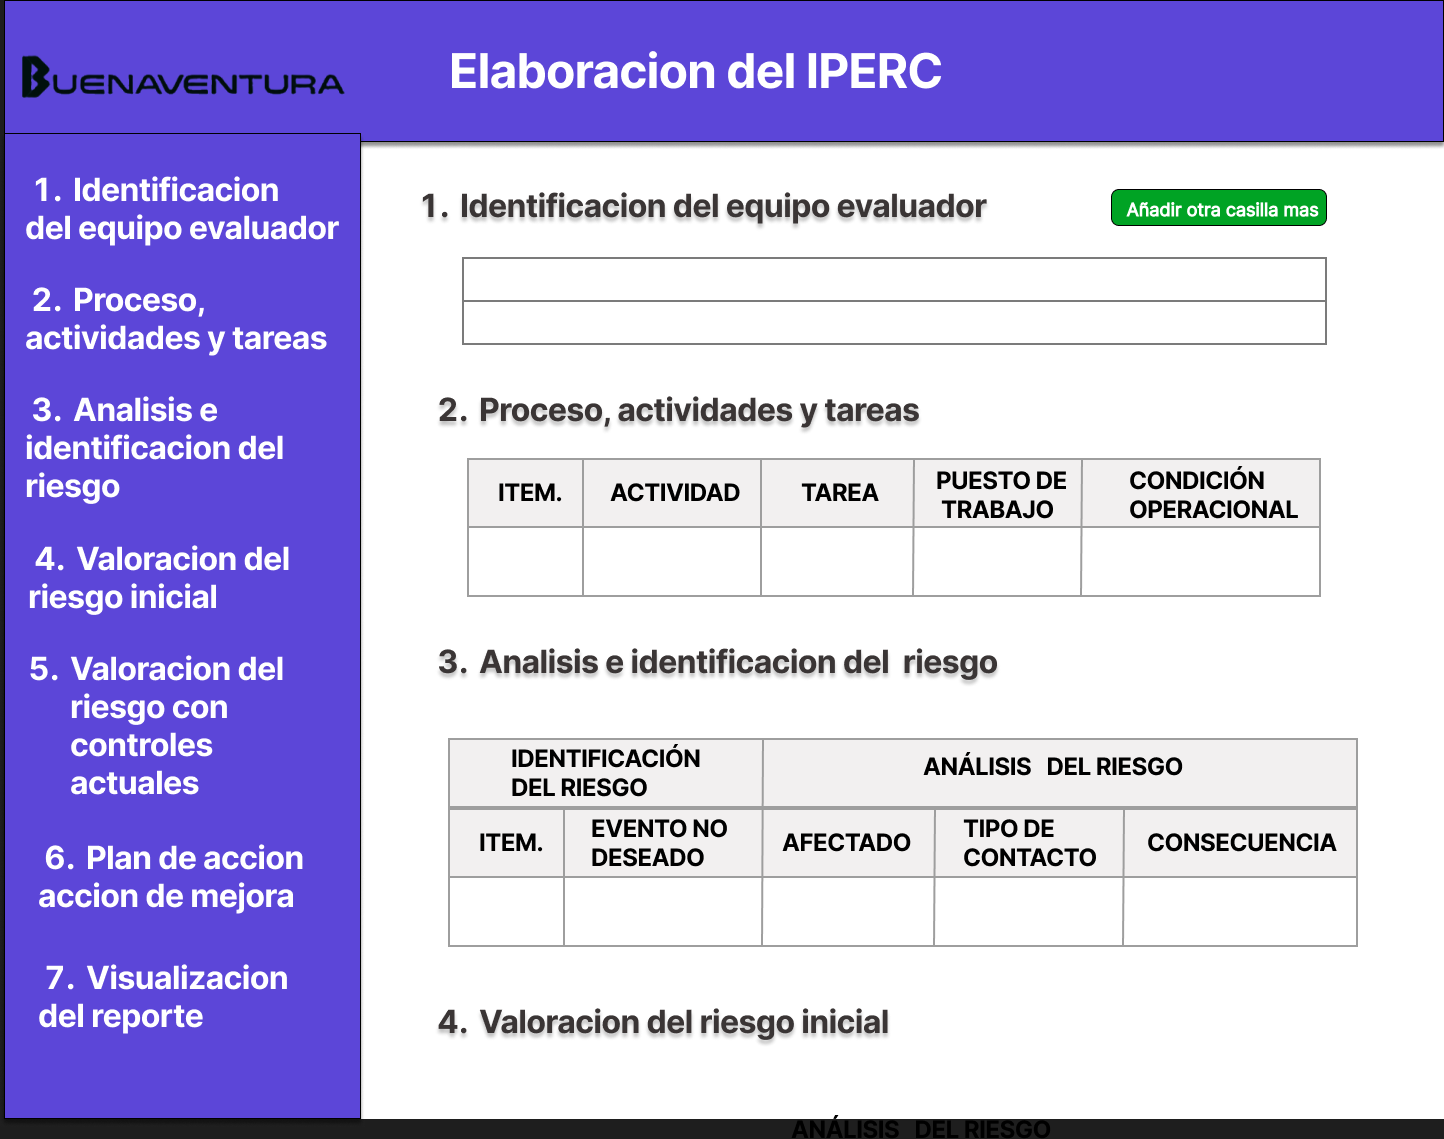 BUENAVENTURA
Elaboracion del IPERC
1. Identificacion
del equipo evaluador
2. Proceso,
actividades y tareas
3. Analisis e
identificacion del
riesgo
4. Valoracion del
riesgo inicial
5. Valoracion del
riesgo con
controles
actuales
6. Plan de accion
accion de mejora
7. Visualizacion
del reporte
1. Identificacion del equipo evaluador
Añadir otra casilla mas
2. Proceso, actividades y tareas
ITEM. ACTIVIDAD TAREA PUESTO DE TRABAJO CONDICIÓN OPERACIONAL
3. Analisis e identificacion del riesgo
IDENTIFICACIÓN DEL RIESGO ANÁLISIS DEL RIESGO
ITEM. EVENTO NO DESEADO AFECTADO TIPO DE CONTACTO CONSECUENCIA
4. Valoracion del riesgo inicial
ANÁLISIS DEL RIESGO